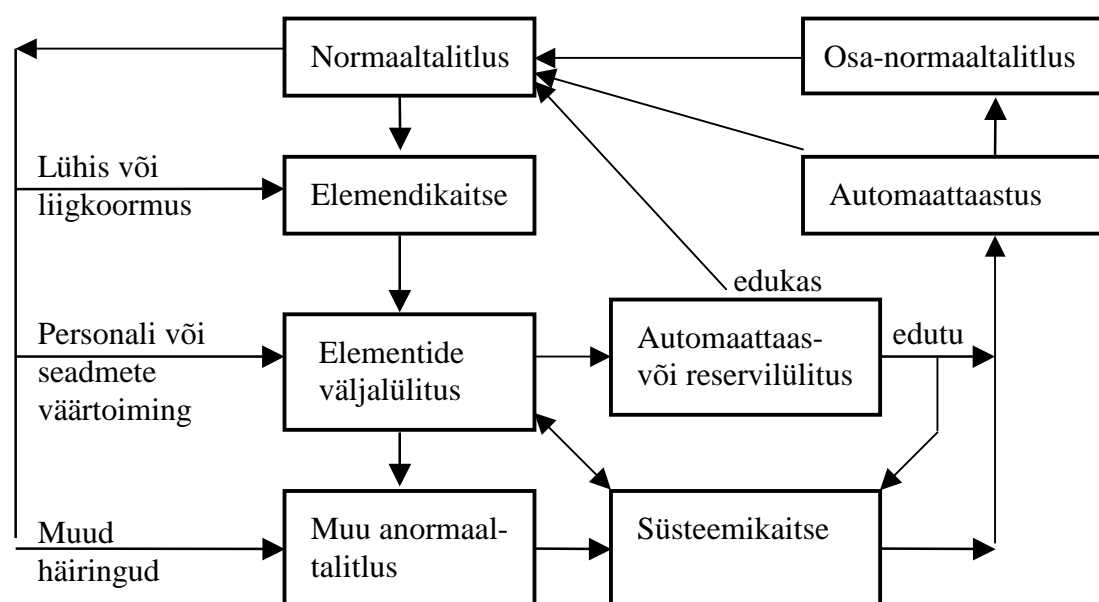 Normaaltalitlus
Osa-normaaltalitlus
Lühis või
liigkoormus
Elemendikaitse
Automaattaastus
edukas
Personali või
seadmete
väärtoiming
Elementide
väljalülitus
Automaattaas-
või reservilülitus
edutu
Muud
häiringud
Muu anormaal-
talitlus
Süsteemikaitse